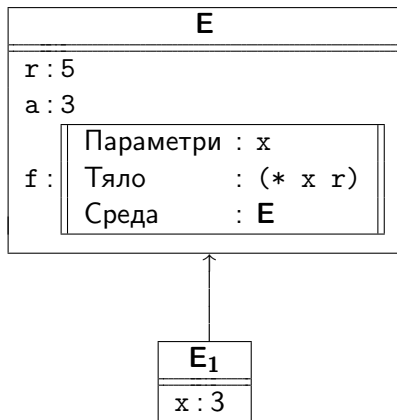 E
r : 5
a : 3
f :
Параметри : x
Тяло : (* x r)
Среда : E
E₁
x : 3